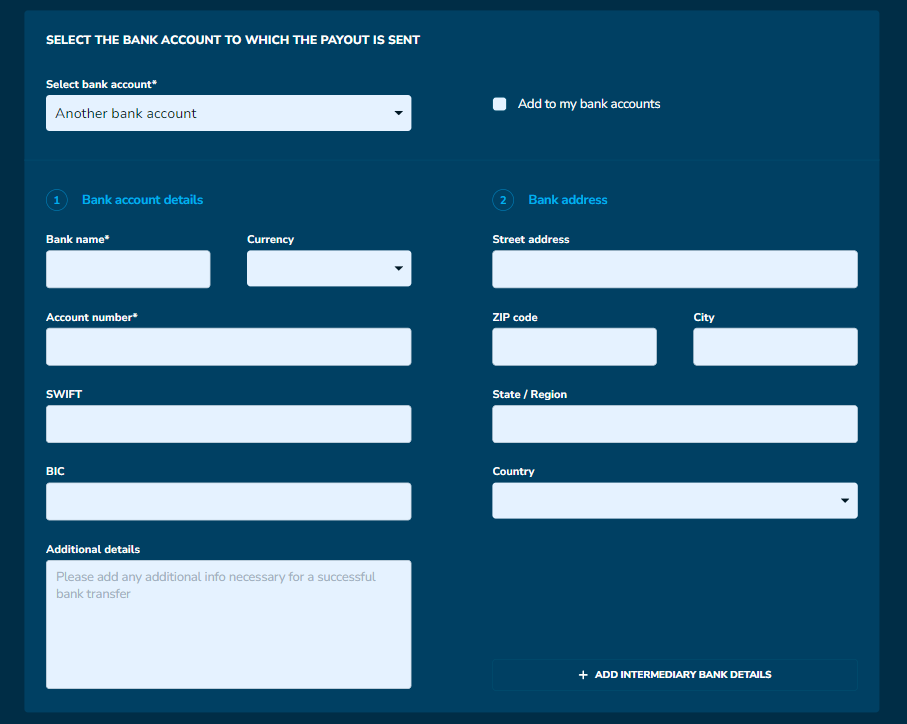 SELECT THE BANK ACCOUNT TO WHICH THE PAYOUT IS SENT
Select bank account*
Another bank account
Add to my bank accounts
1 Bank account details
Bank name*
Currency
Account number*
SWIFT
BIC
Additional details
Please add any additional info necessary for a successful
bank transfer
2 Bank address
Street address
ZIP code
City
State / Region
Country
+ ADD INTERMEDIARY BANK DETAILS